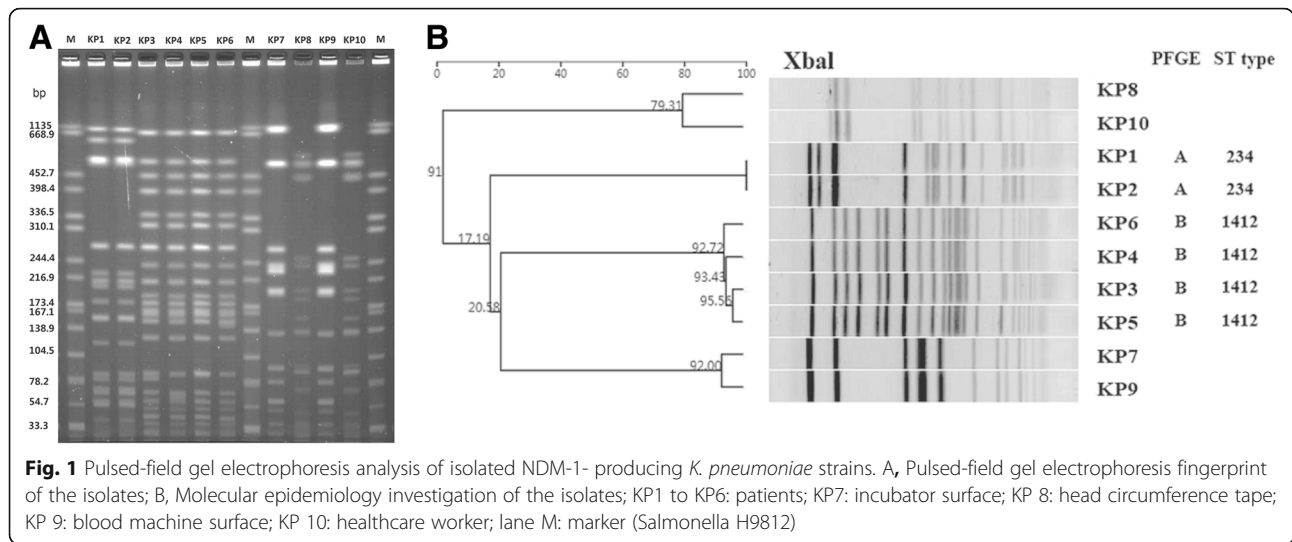 A
M KP1 KP2 KP3 KP4 KP5 KP6 M KP7 KP8 KP9 KP10 M
bp
1135
668.9
452.7
398.4
336.5
310.1
244.4
216.9
173.4
167.1
138.9
104.5
78.2
54.7
33.3
B
0 20 40 60 80 100
XbaI PFGE ST type
79.31 KP8
KP10
91 KP1 A 234
KP2 A 234
17.19 KP6 B 1412
92.72 KP4 B 1412
93.43 KP3 B 1412
95.55 KP5 B 1412
20.58
92.00 KP7
KP9
Fig. 1 Pulsed-field gel electrophoresis analysis of isolated NDM-1- producing K. pneumoniae strains. A, Pulsed-field gel electrophoresis fingerprint
of the isolates; B, Molecular epidemiology investigation of the isolates; KP1 to KP6: patients; KP7: incubator surface; KP 8: head circumference tape;
KP 9: blood machine surface; KP 10: healthcare worker; lane M: marker (Salmonella H9812)